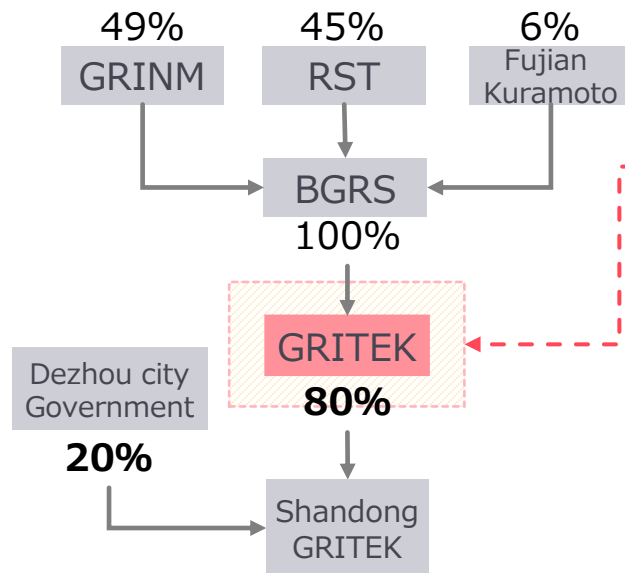 49%
45%
6%
GRINM
RST
Fujian
Kuramoto
BGRS
100%
GRITEK
80%
Dezhou city
Government
20%
Shandong
GRITEK